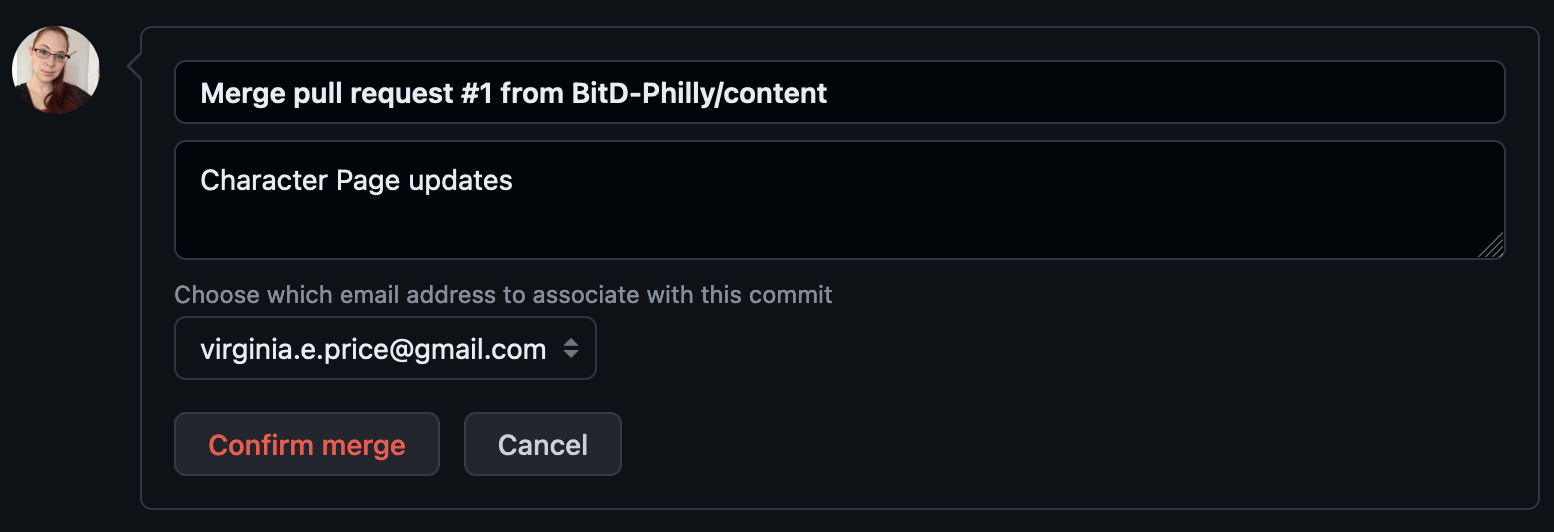 Merge pull request #1 from BitD-Philly/content
Character Page updates
Choose which email address to associate with this commit
virginia.e.price@gmail.com
Confirm merge
Cancel